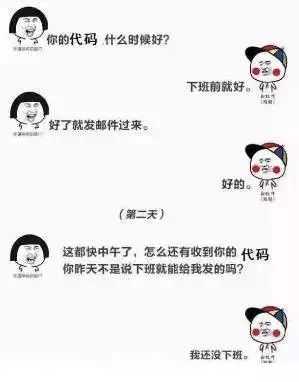 你的代码 什么时候好?
下班前就好。
好了就发邮件过来。
好的。
(第二天)
这都快中午了，怎么还有收到你的代码
你昨天不是说下班就能给我发的吗?
我还没下班。